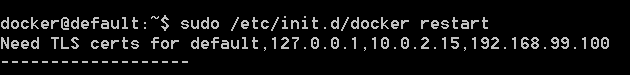 docker@default:~$ sudo /etc/init.d/docker restart
Need TLS certs for default,127.0.0.1,10.0.2.15,192.168.99.100
-------------------